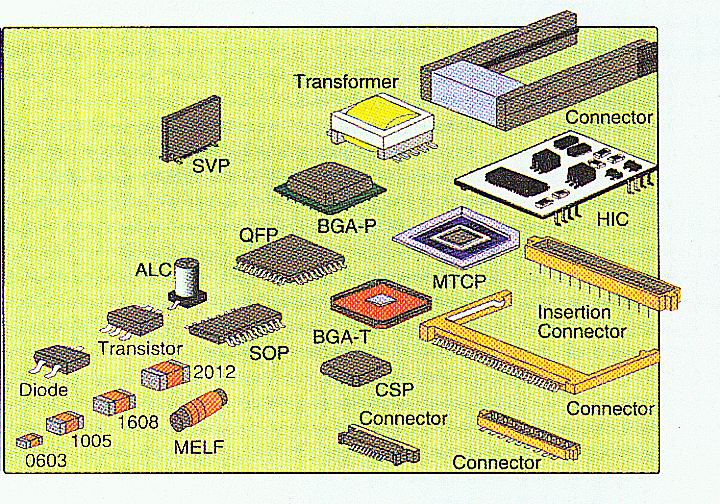 Transformer
Connector
SVP
HIC
BGA-P
QFP
MTCP
ALC
Insertion
Connector
BGA-T
Transistor
SOP
Diode
2012
CSP
Connector
1608
Connector
1005
MELF
0603
Connector